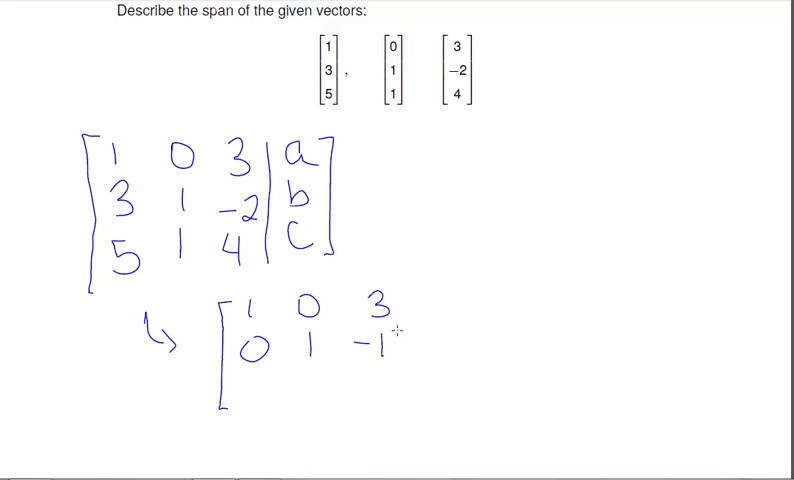 Describe the span of the given vectors:
1 0 3
3 , 1 −2
5 1 4
1 0 3 a
3 1 -2 b
5 1 4 c
1 0 3
0 1 -1